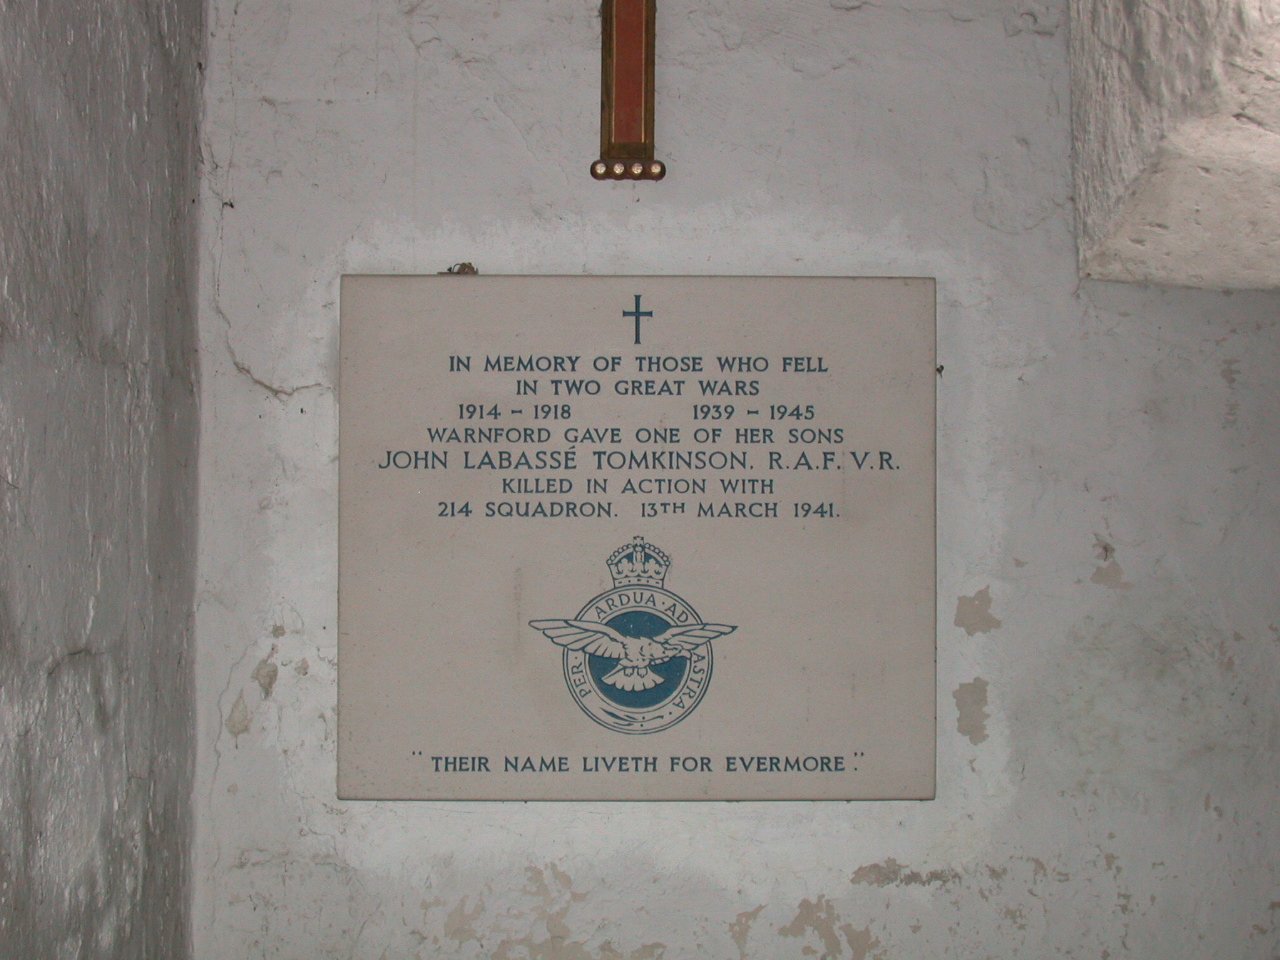 IN MEMORY OF THOSE WHO FELL
IN TWO GREAT WARS
1914 - 1918 1939 - 1945
WARNFORD GAVE ONE OF HER SONS
JOHN LABASSÉ TOMKINSON, R.A.F.V.R.
KILLED IN ACTION WITH
214 SQUADRON. 13TH MARCH 1941.
PER · ARDUA · AD · ASTRA
"THEIR NAME LIVETH FOR EVERMORE."